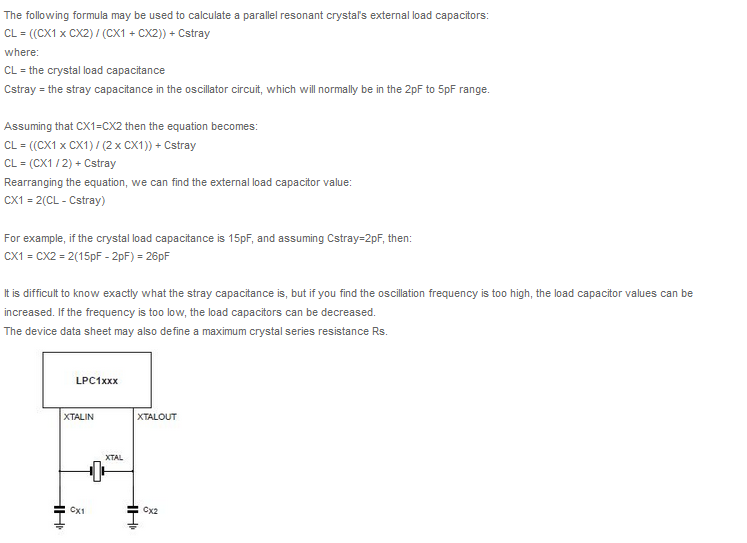 The following formula may be used to calculate a parallel resonant crystal's external load capacitors:
CL = ((CX1 x CX2) / (CX1 + CX2)) + Cstray
where:
CL = the crystal load capacitance
Cstray = the stray capacitance in the oscillator circuit, which will normally be in the 2pF to 5pF range.
Assuming that CX1=CX2 then the equation becomes:
CL = ((CX1 x CX1) / (2 x CX1)) + Cstray
CL = (CX1 / 2) + Cstray
Rearranging the equation, we can find the external load capacitor value:
CX1 = 2(CL - Cstray)
For example, if the crystal load capacitance is 15pF, and assuming Cstray=2pF, then:
CX1 = CX2 = 2(15pF - 2pF) = 26pF
It is difficult to know exactly what the stray capacitance is, but if you find the oscillation frequency is too high, the load capacitor values can be
increased. If the frequency is too low, the load capacitors can be decreased.
The device data sheet may also define a maximum crystal series resistance Rs.
LPC1xxx
XTALIN XTALOUT
XTAL
CX1 CX2